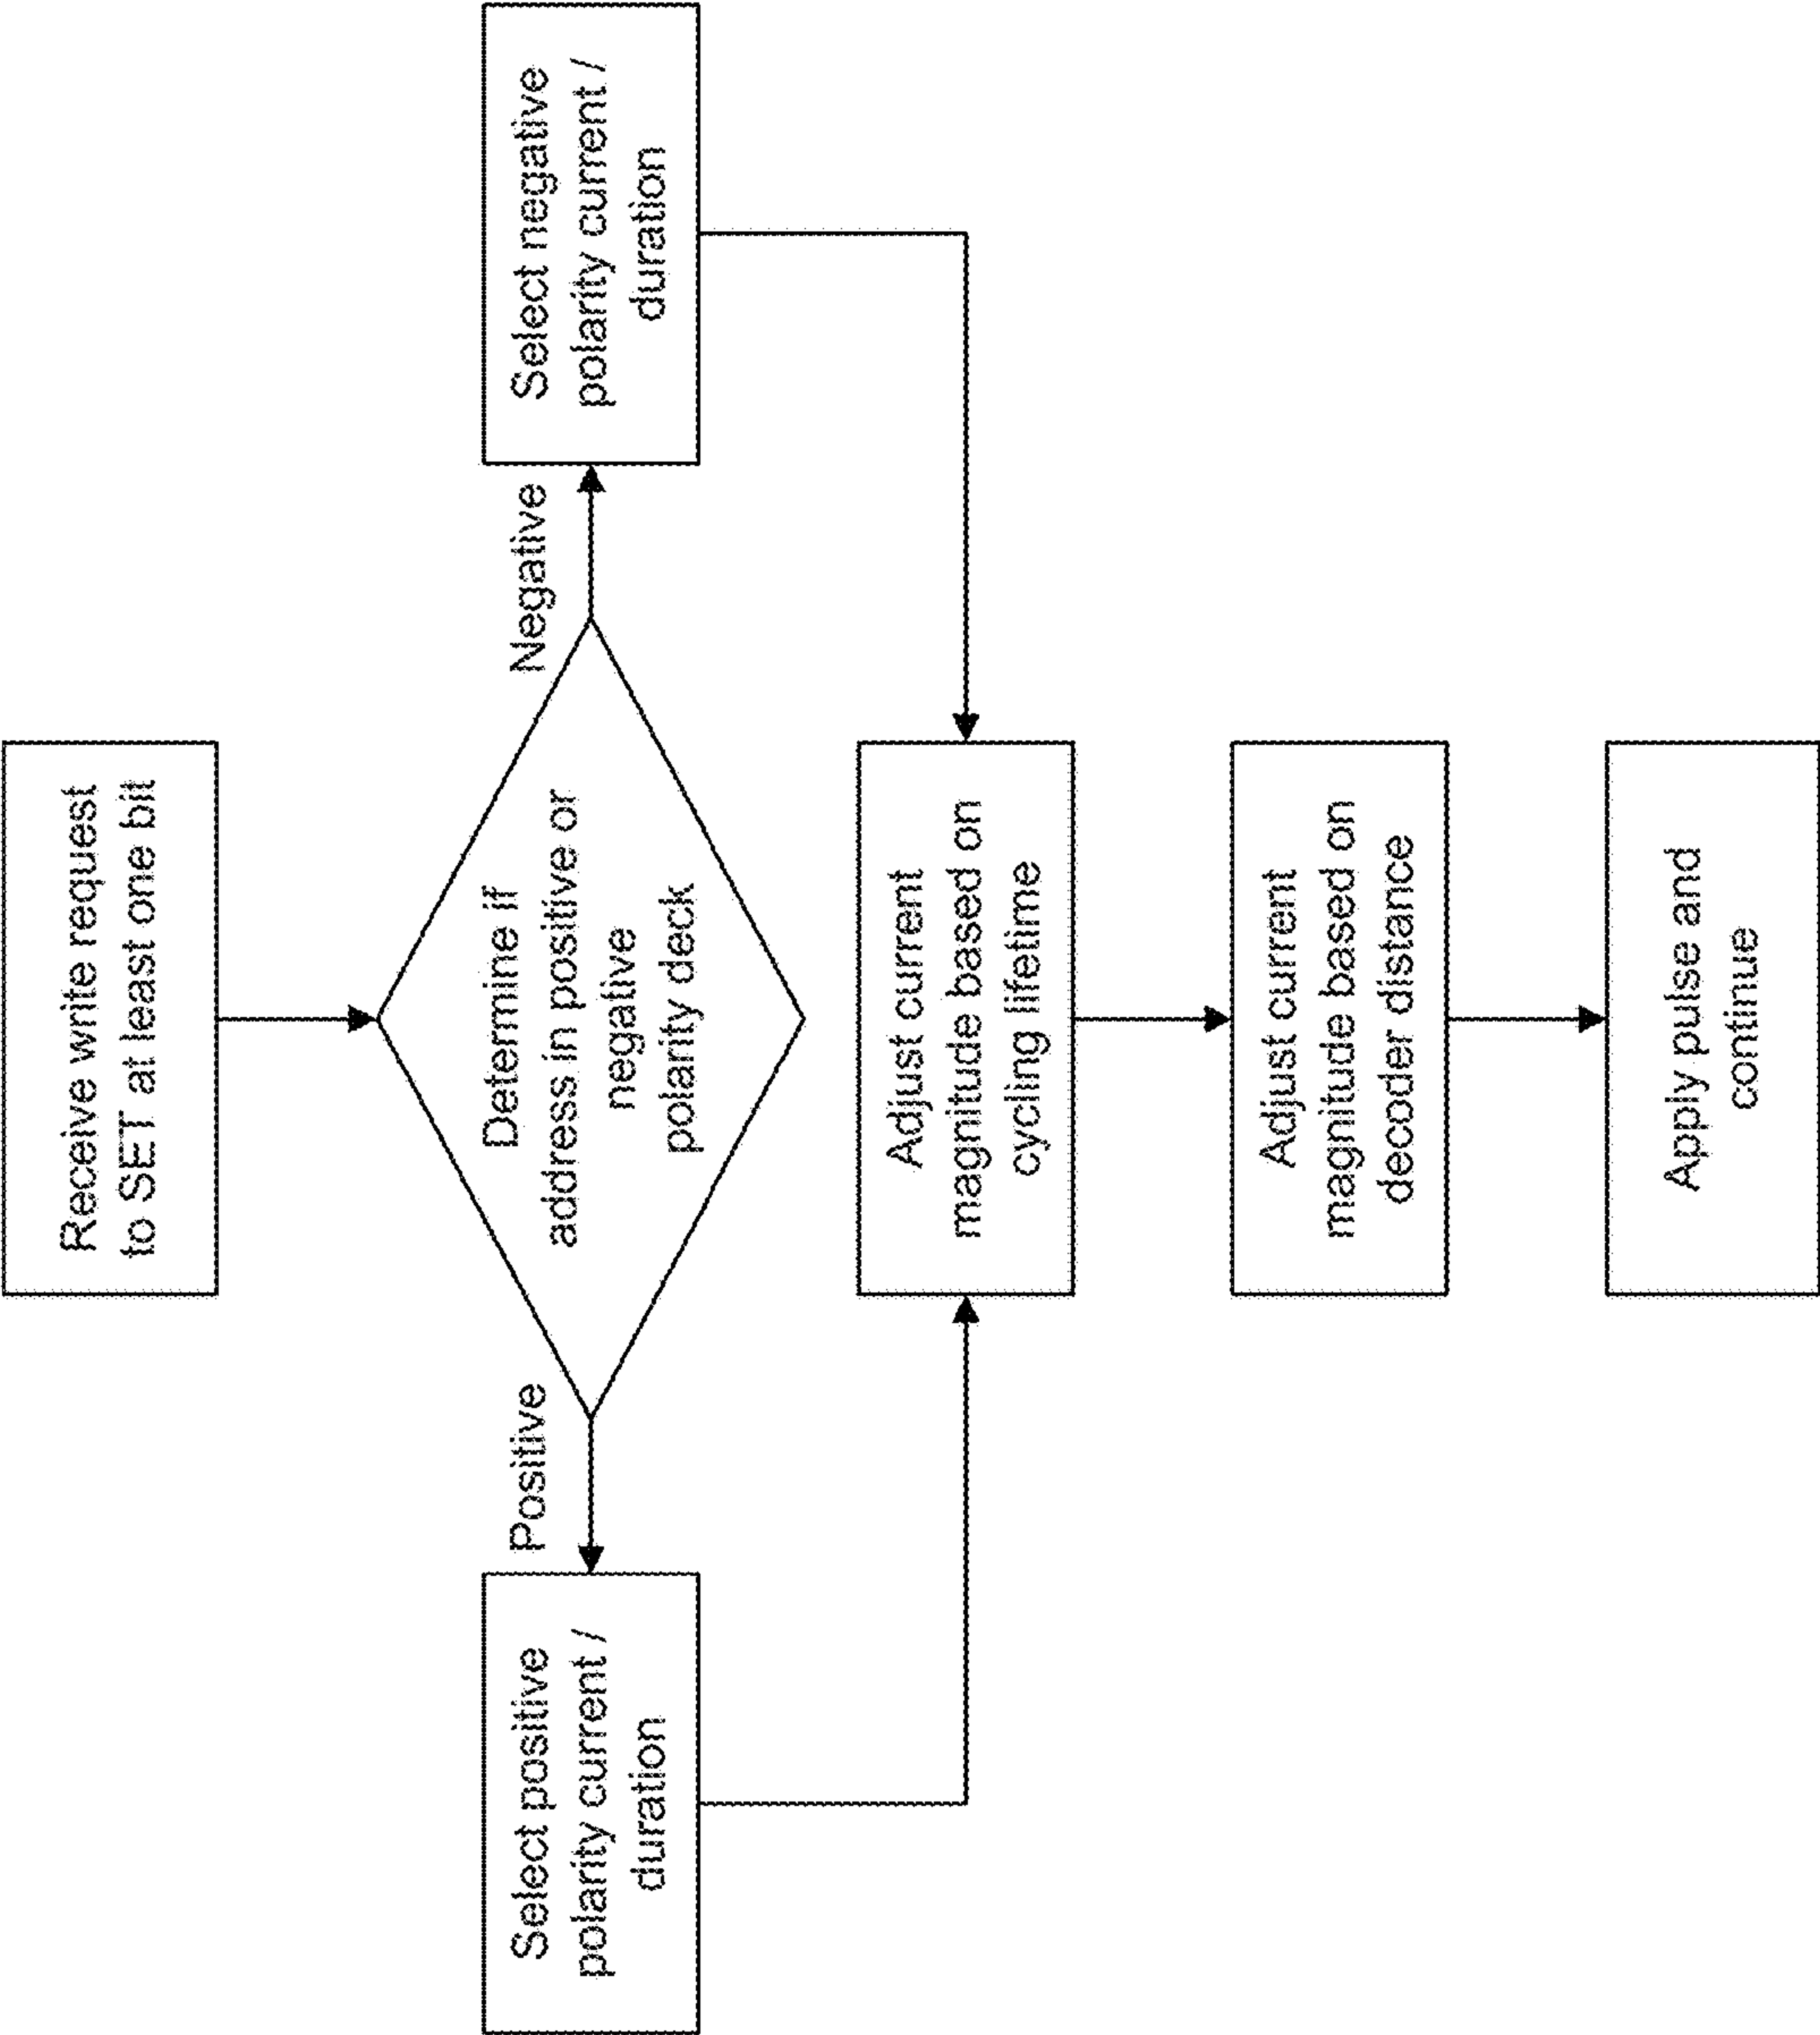 Receive write request
to SET at least one bit
Determine if
address in positive or
negative
polarity deck
Positive
Negative
Select positive
polarity current /
duration
Select negative
polarity current /
duration
Adjust current
magnitude based on
cycling lifetime
Adjust current
magnitude based on
decoder distance
Apply pulse and
continue